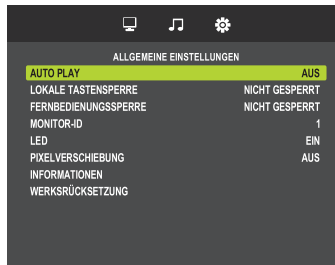 ALLGEMEINE EINSTELLUNGEN
AUTO PLAY AUS
LOKALE TASTENSPERRE NICHT GESPERRT
FERNBEDIENUNGSSPERRE NICHT GESPERRT
MONITOR-ID 1
LED EIN
PIXELVERSCHIEBUNG AUS
INFORMATIONEN
WERKSRÜCKSETZUNG